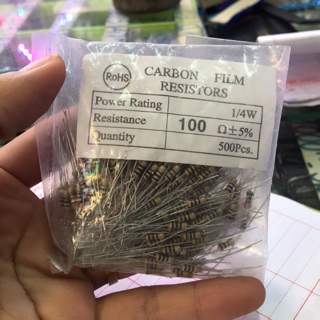 RoHS
CARBON FILM
RESISTORS
Power Rating 1/4W
Resistance 100 Ω±5%
Quantity 500Pcs.